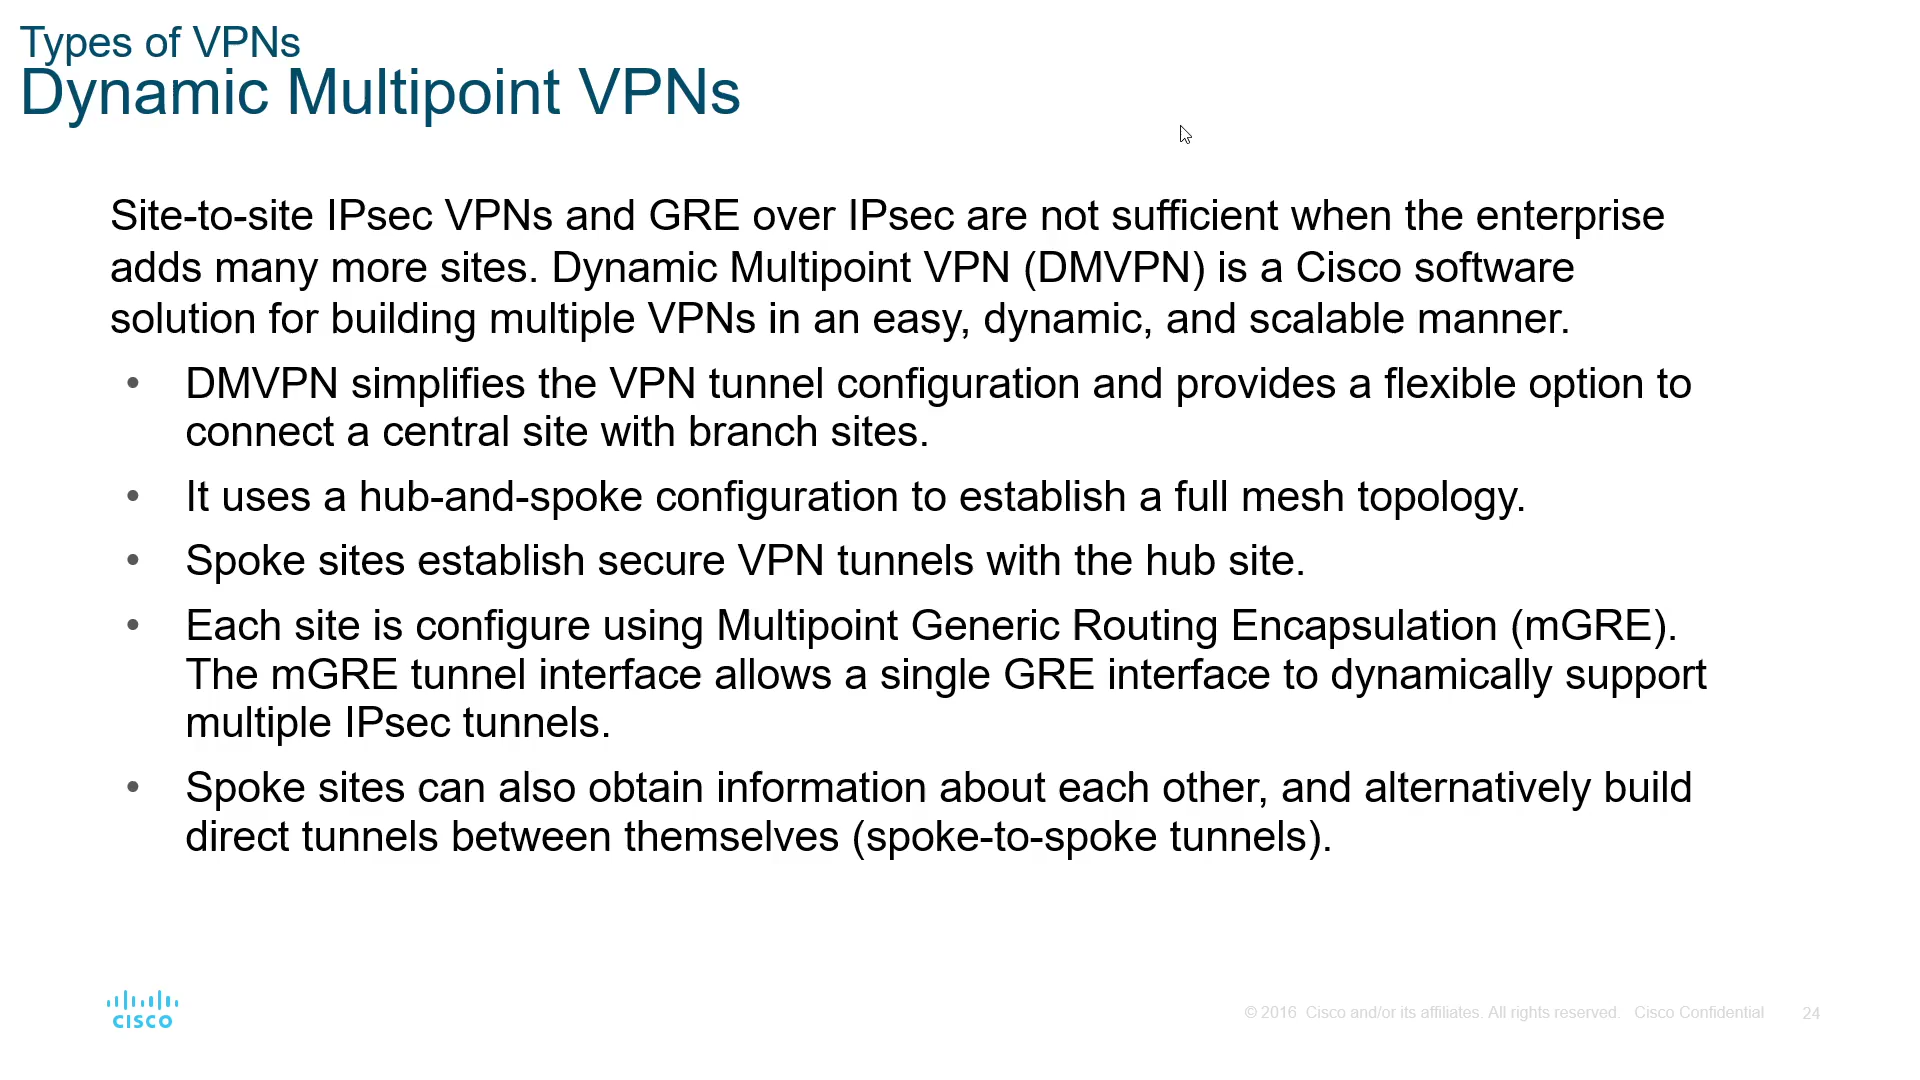 Types of VPNs
Dynamic Multipoint VPNs
Site-to-site IPsec VPNs and GRE over IPsec are not sufficient when the enterprise
adds many more sites. Dynamic Multipoint VPN (DMVPN) is a Cisco software
solution for building multiple VPNs in an easy, dynamic, and scalable manner.
• DMVPN simplifies the VPN tunnel configuration and provides a flexible option to
connect a central site with branch sites.
• It uses a hub-and-spoke configuration to establish a full mesh topology.
• Spoke sites establish secure VPN tunnels with the hub site.
• Each site is configure using Multipoint Generic Routing Encapsulation (mGRE).
The mGRE tunnel interface allows a single GRE interface to dynamically support
multiple IPsec tunnels.
• Spoke sites can also obtain information about each other, and alternatively build
direct tunnels between themselves (spoke-to-spoke tunnels).
CISCO
© 2016 Cisco and/or its affiliates. All rights reserved. Cisco Confidential 24